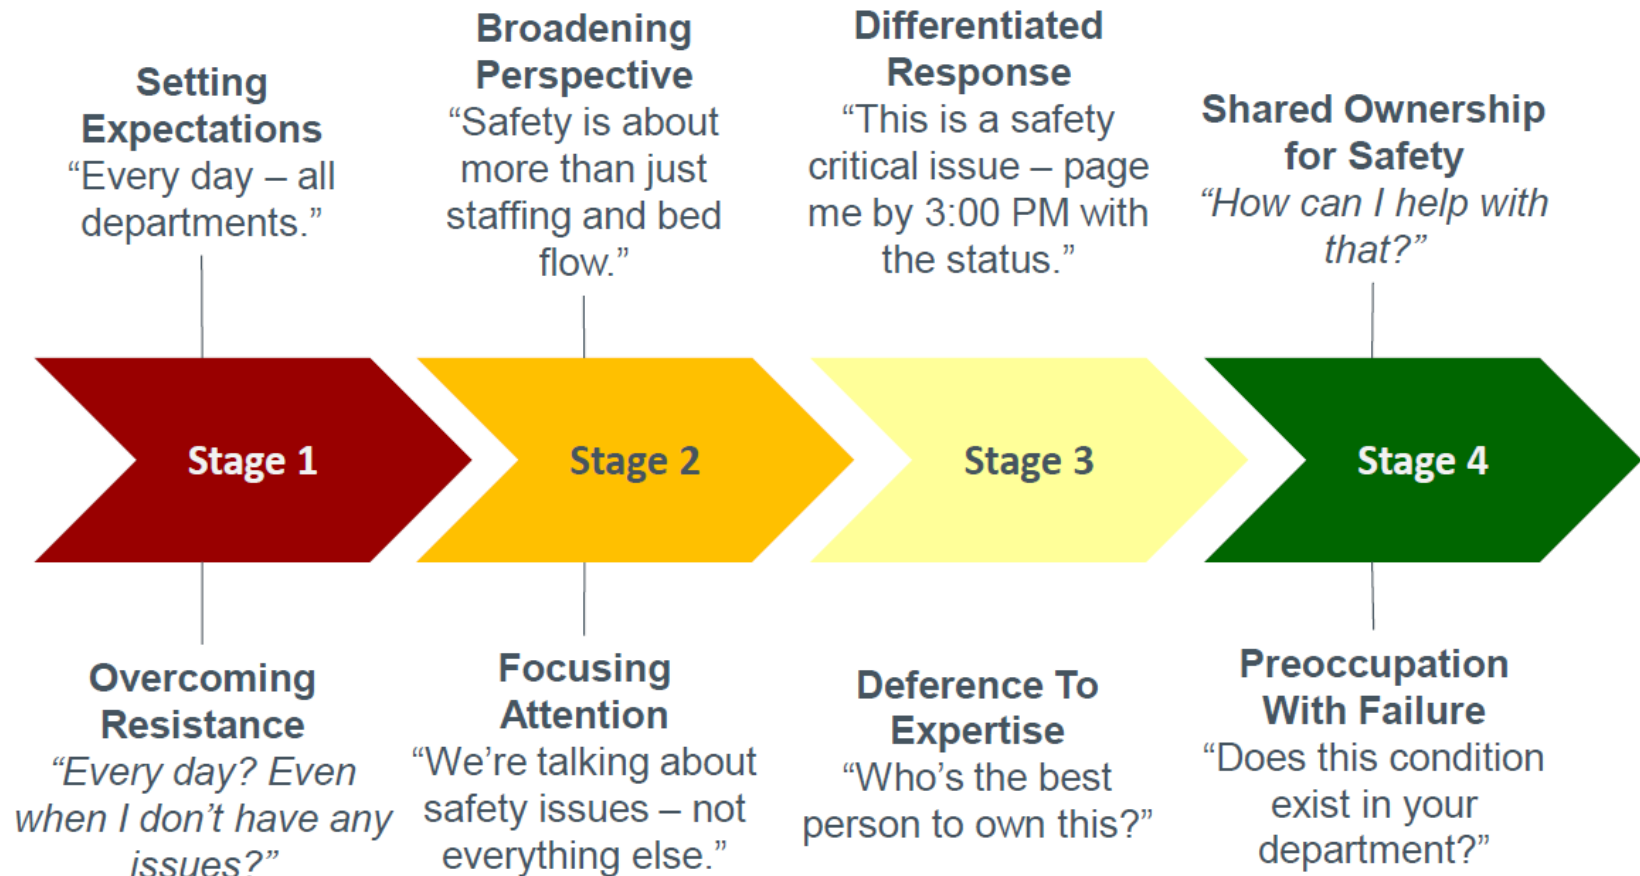 Setting
Expectations
“Every day – all
departments.”
Broadening
Perspective
“Safety is about
more than just
staffing and bed
flow.”
Differentiated
Response
“This is a safety
critical issue – page
me by 3:00 PM with
the status.”
Shared Ownership
for Safety
“How can I help with
that?”
Stage 1
Stage 2
Stage 3
Stage 4
Overcoming
Resistance
“Every day? Even
when I don’t have any
issues?”
Focusing
Attention
“We’re talking about
safety issues – not
everything else.”
Deference To
Expertise
“Who’s the best
person to own this?”
Preoccupation
With Failure
“Does this condition
exist in your
department?”